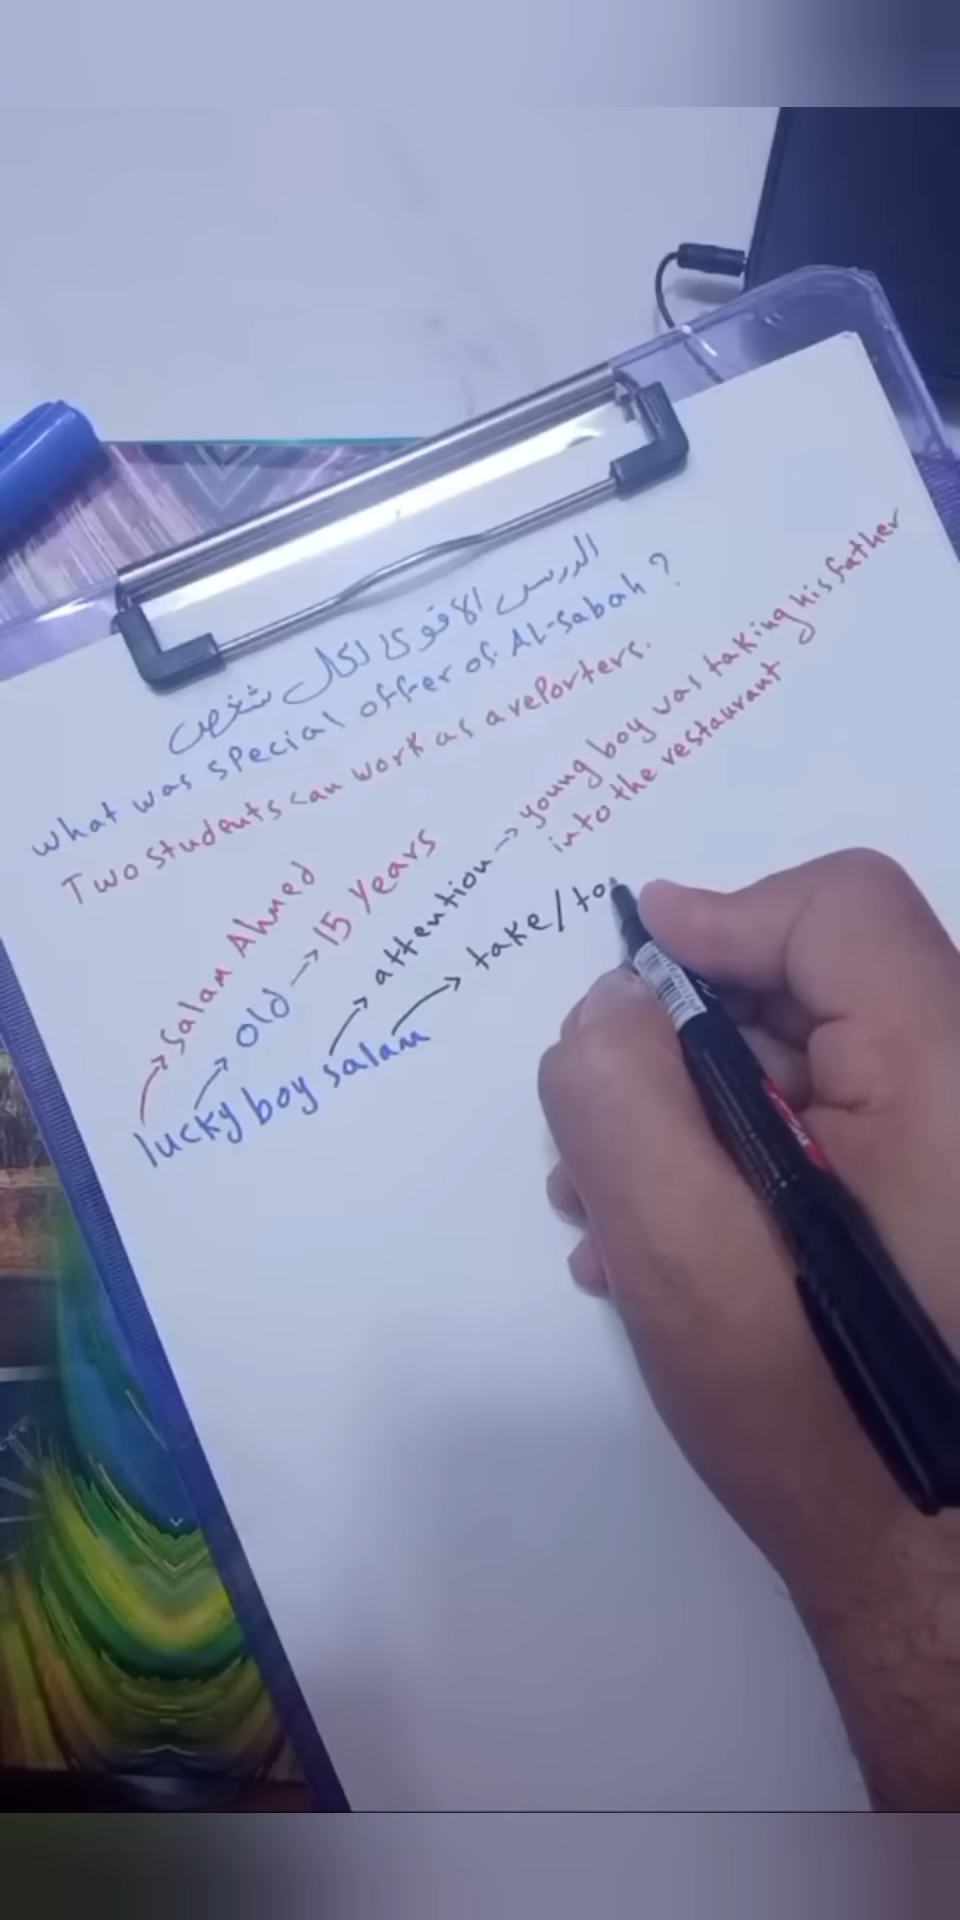 الدرس الاقوى لكل شخص
what was special offer of AL-sabah?
Two students can work as a reporters.
salam Ahmed
old → 15 years
attention → young boy was taking his father
into the restaurant
take/to
lucky boy salam